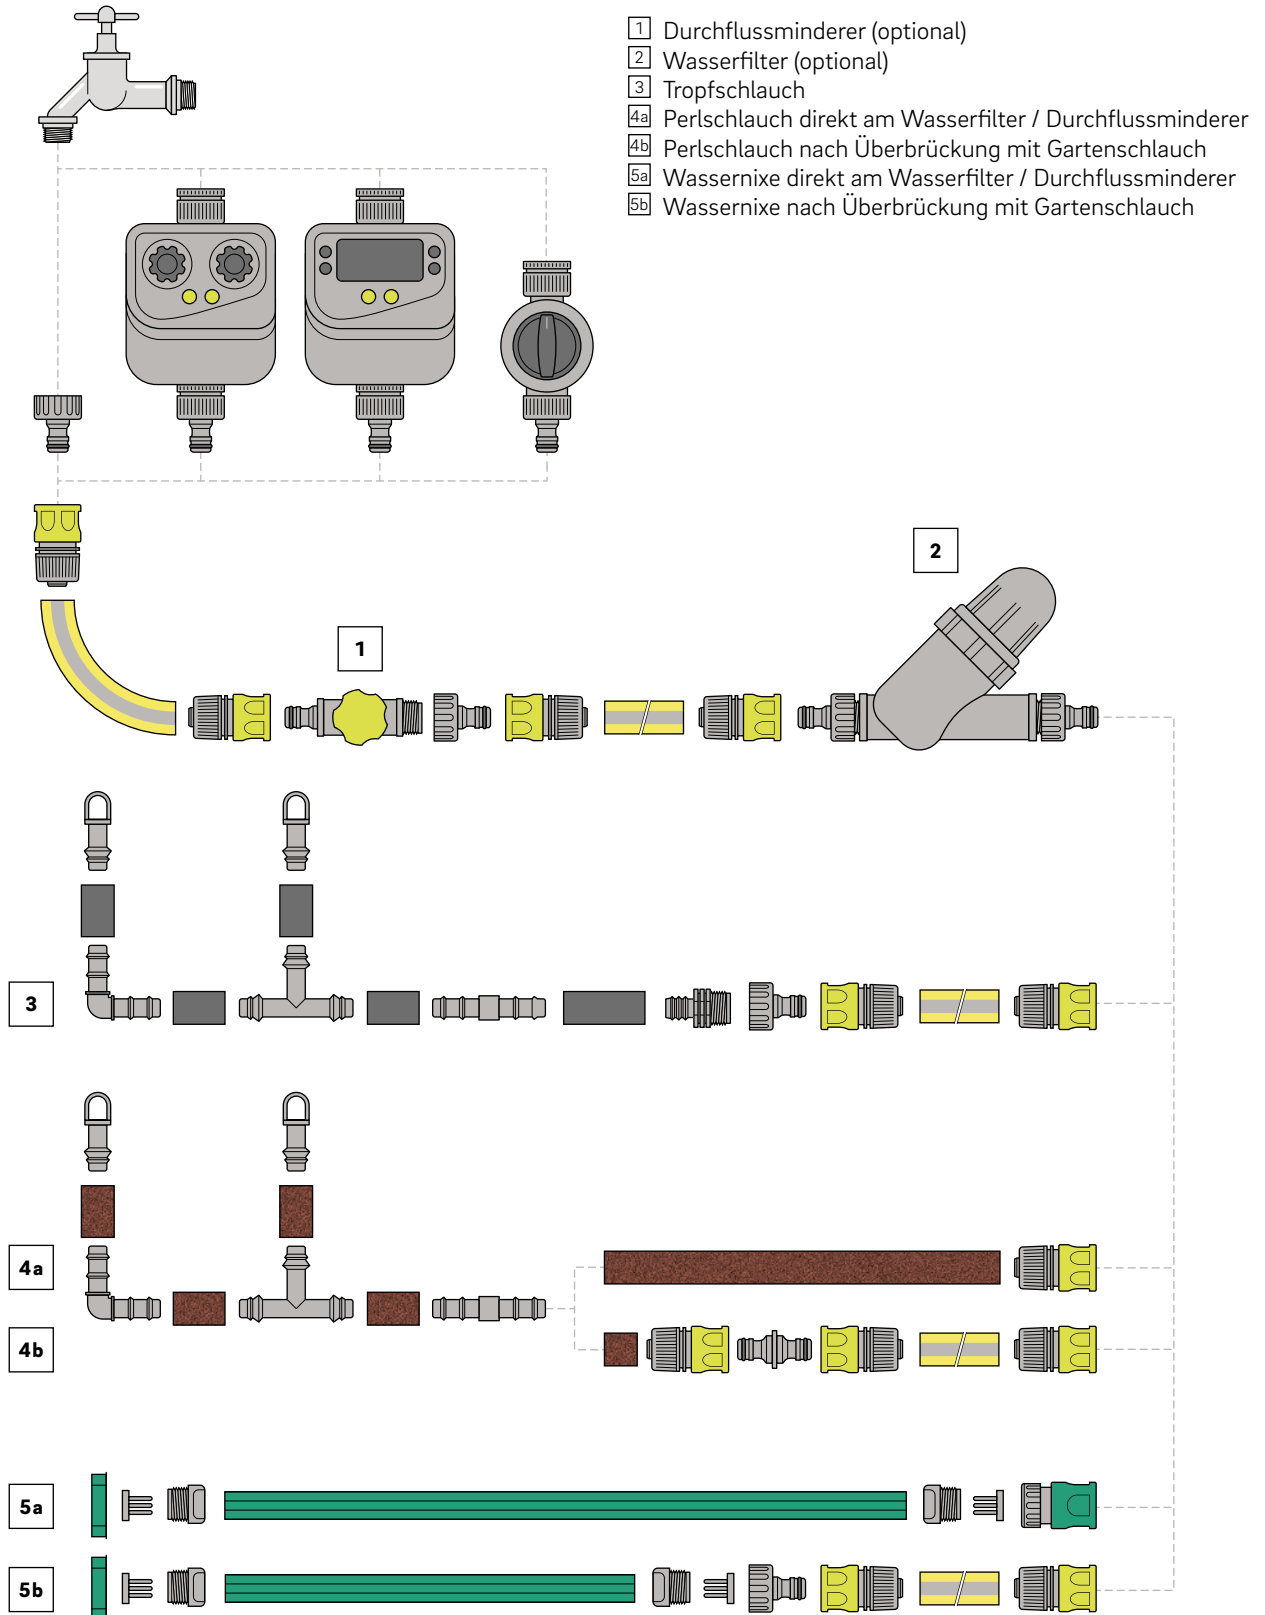 1 Durchflussminderer (optional)
2 Wasserfilter (optional)
3 Tropfschlauch
4a Perlschlauch direkt am Wasserfilter / Durchflussminderer
4b Perlschlauch nach Überbrückung mit Gartenschlauch
5a Wassernixe direkt am Wasserfilter / Durchflussminderer
5b Wassernixe nach Überbrückung mit Gartenschlauch
2
1
3
4a
4b
5a
5b